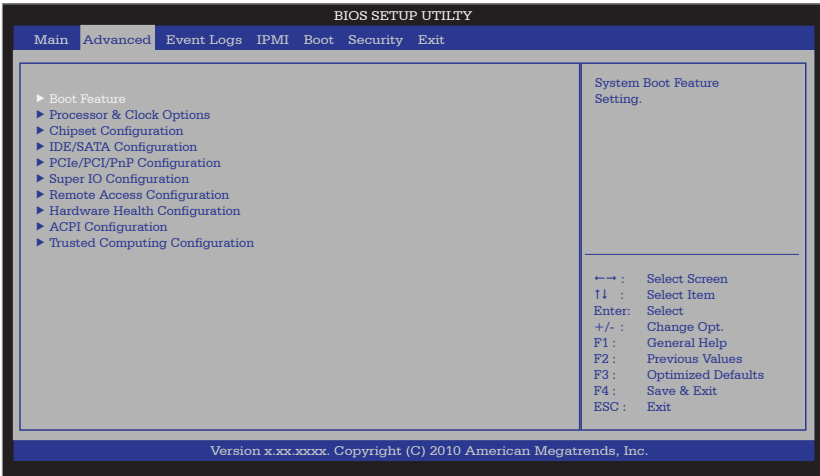 BIOS SETUP UTILTY
Main Advanced Event Logs IPMI Boot Security Exit
▶ Boot Feature
▶ Processor & Clock Options
▶ Chipset Configuration
▶ IDE/SATA Configuration
▶ PCIe/PCI/PnP Configuration
▶ Super IO Configuration
▶ Remote Access Configuration
▶ Hardware Health Configuration
▶ ACPI Configuration
▶ Trusted Computing Configuration
System Boot Feature
Setting.
←→ : Select Screen
↑↓ : Select Item
Enter: Select
+/- : Change Opt.
F1 : General Help
F2 : Previous Values
F3 : Optimized Defaults
F4 : Save & Exit
ESC : Exit
Version x.xx.xxxx. Copyright (C) 2010 American Megatrends, Inc.